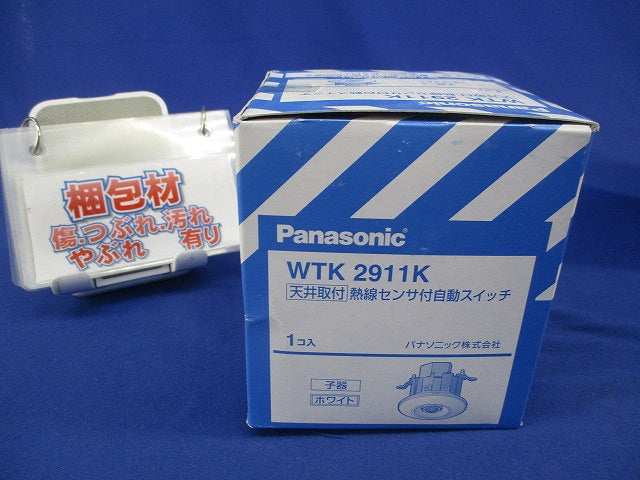 梱包材
傷.つぶれ.汚れ
やぶれ 有り
WTK 2911K
Panasonic
WTK 2911K
天井取付 熱線センサ付自動スイッチ
1コ入
パナソニック株式会社
子器
ホワイト